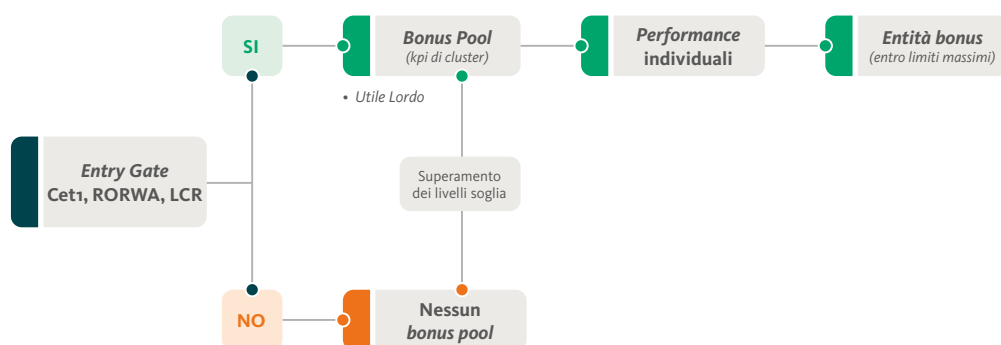 SI
Bonus Pool
(kpi di cluster)
Performance
individuali
Entità bonus
(entro limiti massimi)
• Utile Lordo
Entry Gate
Cet1, RORWA, LCR
Superamento
dei livelli soglia
NO
Nessun
bonus pool